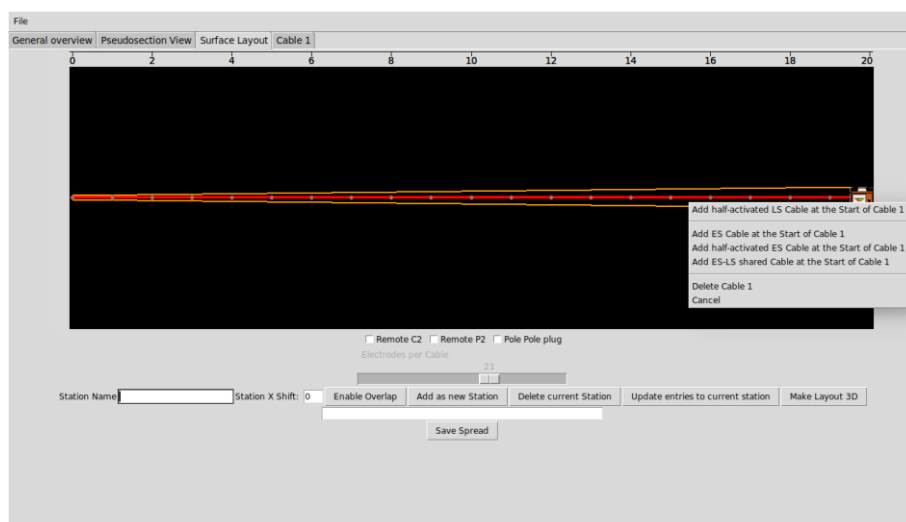 File
General overview Pseudosection View Surface Layout Cable 1
0 2 4 6 8 10 12 14 16 18 20
Add half-activated LS Cable at the Start of Cable 1
Add ES Cable at the Start of Cable 1
Add half-activated ES Cable at the Start of Cable 1
Add ES-LS shared Cable at the Start of Cable 1
Delete Cable 1
Cancel
Remote C2 Remote P2 Pole Pole plug
Electrodes per Cable
21
Station Name Station X Shift: 0 Enable Overlap Add as new Station Delete current Station Update entries to current station Make Layout 3D
Save Spread